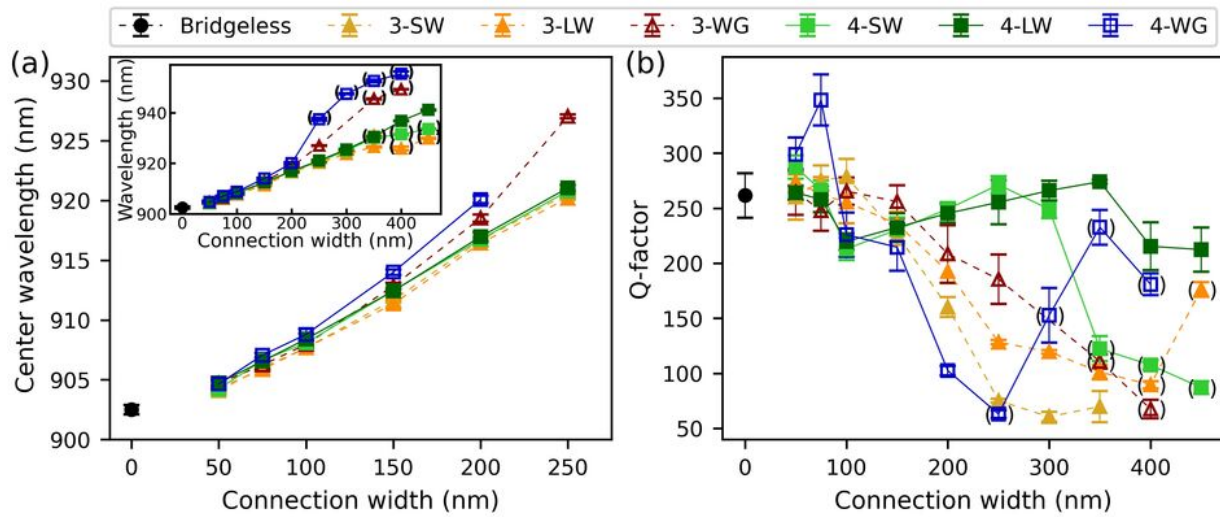 Bridgeless 3-SW 3-LW 3-WG 4-SW 4-LW 4-WG
(a)
930
925
920
915
910
905
900
Center wavelength (nm)
0 50 100 150 200 250
Connection width (nm)
Wavelength (nm)
940
920
900
0 100 200 300 400
Connection width (nm)
(b)
350
300
250
200
150
100
50
Q-factor
0 100 200 300 400
Connection width (nm)